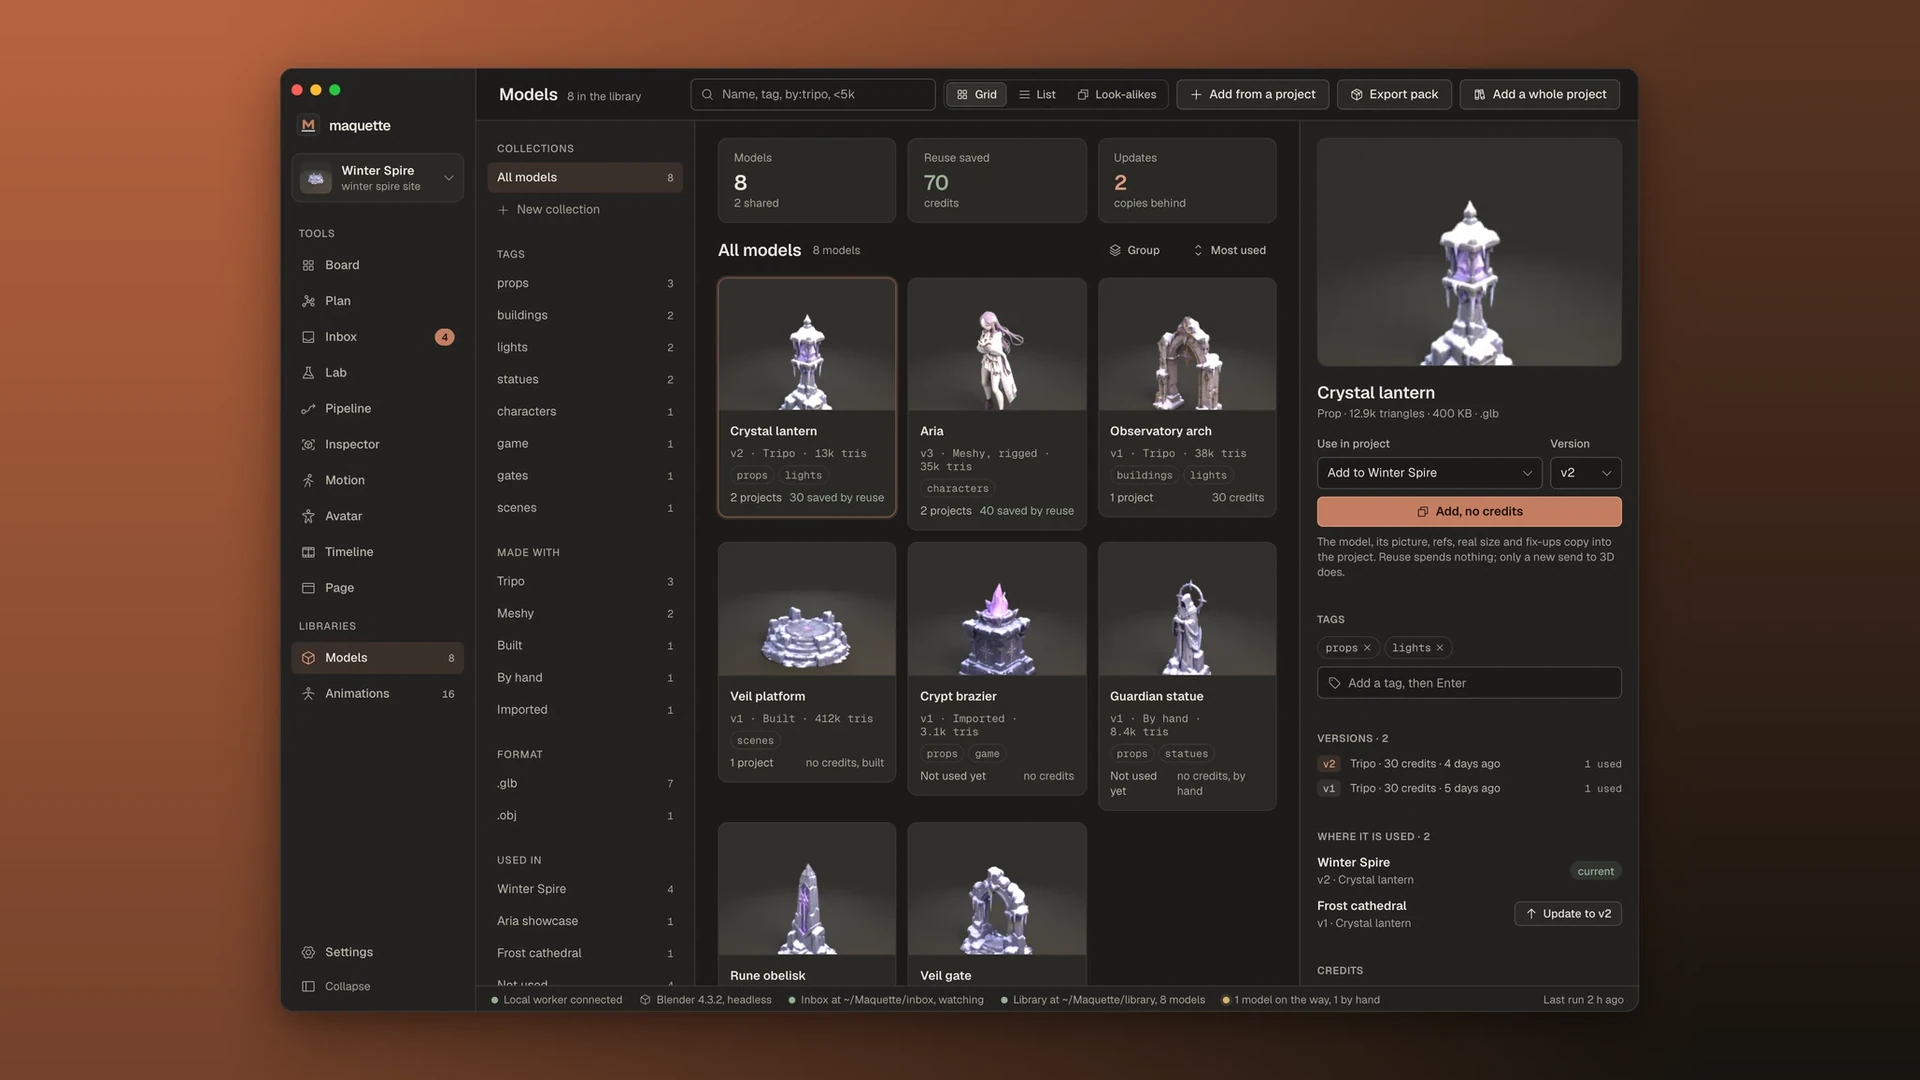 maquette
Winter Spire
winter spire site
TOOLS
Board
Plan
Inbox 4
Lab
Pipeline
Inspector
Motion
Avatar
Timeline
Page
LIBRARIES
Models 8
Animations 16
Settings
Collapse
Models 8 in the library
Name, tag, by:tripo, <5k
Grid List Look-alikes
Add from a project
Export pack
Add a whole project
COLLECTIONS
All models 8
New collection
TAGS
props 3
buildings 2
lights 2
statues 2
characters 1
game 1
gates 1
scenes 1
MADE WITH
Tripo 3
Meshy 2
Built 1
By hand 1
Imported 1
FORMAT
.glb 7
.obj 1
USED IN
Winter Spire 4
Aria showcase 1
Frost cathedral 1
Not used 4
Models
8
2 shared
Reuse saved
70
credits
Updates
2
copies behind
All models 8 models
Group Most used
Crystal lantern
v2 · Tripo · 13k tris
props lights
2 projects 30 saved by reuse
Aria
v3 · Meshy, rigged ·
35k tris
characters
2 projects 40 saved by reuse
Observatory arch
v1 · Tripo · 38k tris
buildings lights
1 project 30 credits
Veil platform
v1 · Built · 412k tris
scenes
1 project no credits, built
Crypt brazier
v1 · Imported ·
3.1k tris
props game
Not used yet no credits
Guardian statue
v1 · By hand ·
8.4k tris
props statues
Not used no credits, by
yet hand
Rune obelisk
Veil gate
Crystal lantern
Prop · 12.9k triangles · 400 KB · .glb
Use in project Version
Add to Winter Spire v2
Add, no credits
The model, its picture, refs, real size and fix-ups copy into
the project. Reuse spends nothing; only a new send to 3D
does.
TAGS
props × lights ×
Add a tag, then Enter
VERSIONS · 2
v2 Tripo · 30 credits · 4 days ago 1 used
v1 Tripo · 30 credits · 5 days ago 1 used
WHERE IT IS USED · 2
Winter Spire
v2 · Crystal lantern
current
Frost cathedral
v1 · Crystal lantern
Update to v2
CREDITS
Local worker connected Blender 4.3.2, headless Inbox at ~/Maquette/inbox, watching Library at ~/Maquette/library, 8 models 1 model on the way, 1 by hand Last run 2 h ago